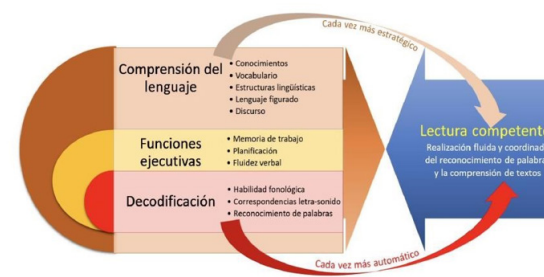 Cada vez más estratégico
Comprensión del
lenguaje
• Conocimientos
• Vocabulario
• Estructuras lingüísticas
• Lenguaje figurado
• Discurso
Funciones
ejecutivas
• Memoria de trabajo
• Planificación
• Fluidez verbal
Decodificación
• Habilidad fonológica
• Correspondencias letra-sonido
• Reconocimiento de palabras
Lectura competente
Realización fluida y coordinad
del reconocimiento de palabra
y la comprensión de textos
Cada vez más automático